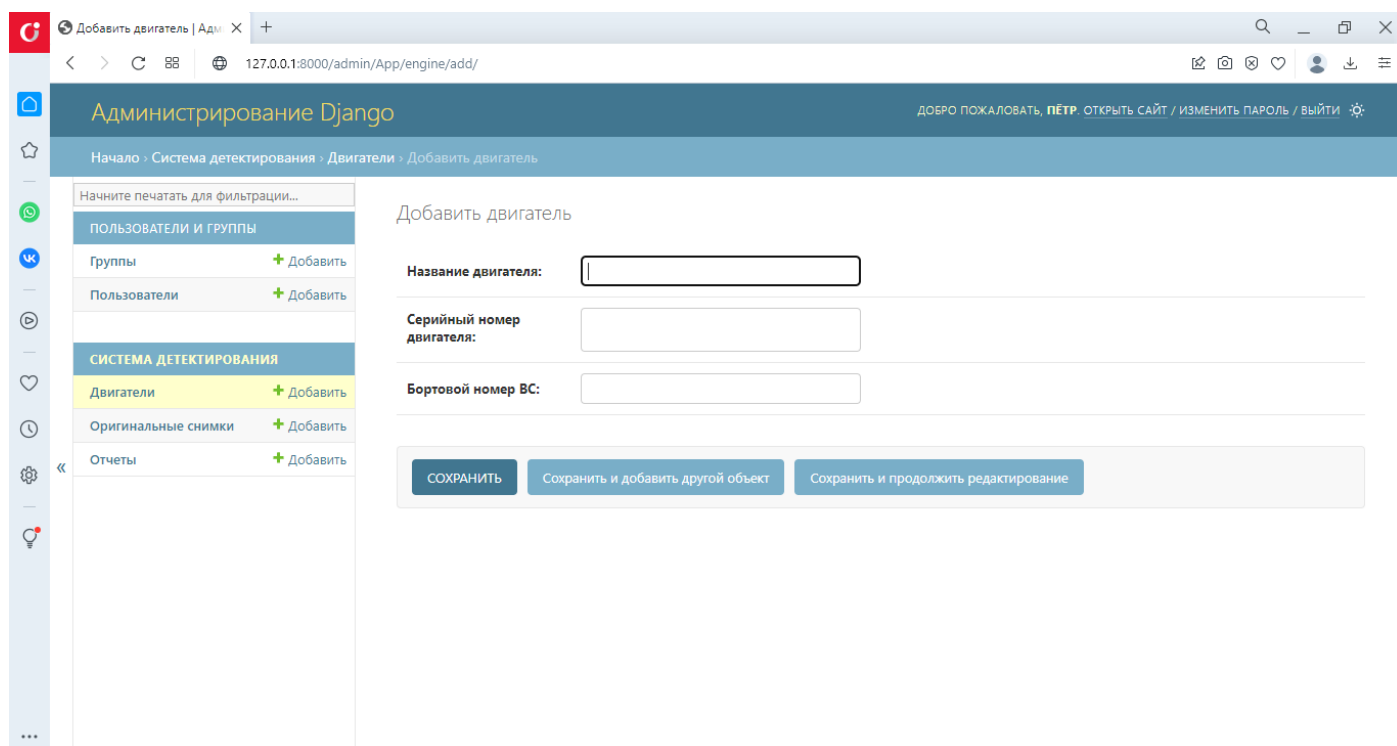 Добавить двигатель | Адм
127.0.0.1:8000/admin/App/engine/add/
Администрирование Django
ДОБРО ПОЖАЛОВАТЬ, ПЁТР. ОТКРЫТЬ САЙТ / ИЗМЕНИТЬ ПАРОЛЬ / ВЫЙТИ
Начало › Система детектирования › Двигатели › Добавить двигатель
Начните печатать для фильтрации...
ПОЛЬЗОВАТЕЛИ И ГРУППЫ
Группы + Добавить
Пользователи + Добавить
СИСТЕМА ДЕТЕКТИРОВАНИЯ
Двигатели + Добавить
Оригинальные снимки + Добавить
Отчеты + Добавить
«
Добавить двигатель
Название двигателя:
Серийный номер
двигателя:
Бортовой номер ВС:
СОХРАНИТЬ Сохранить и добавить другой объект Сохранить и продолжить редактирование